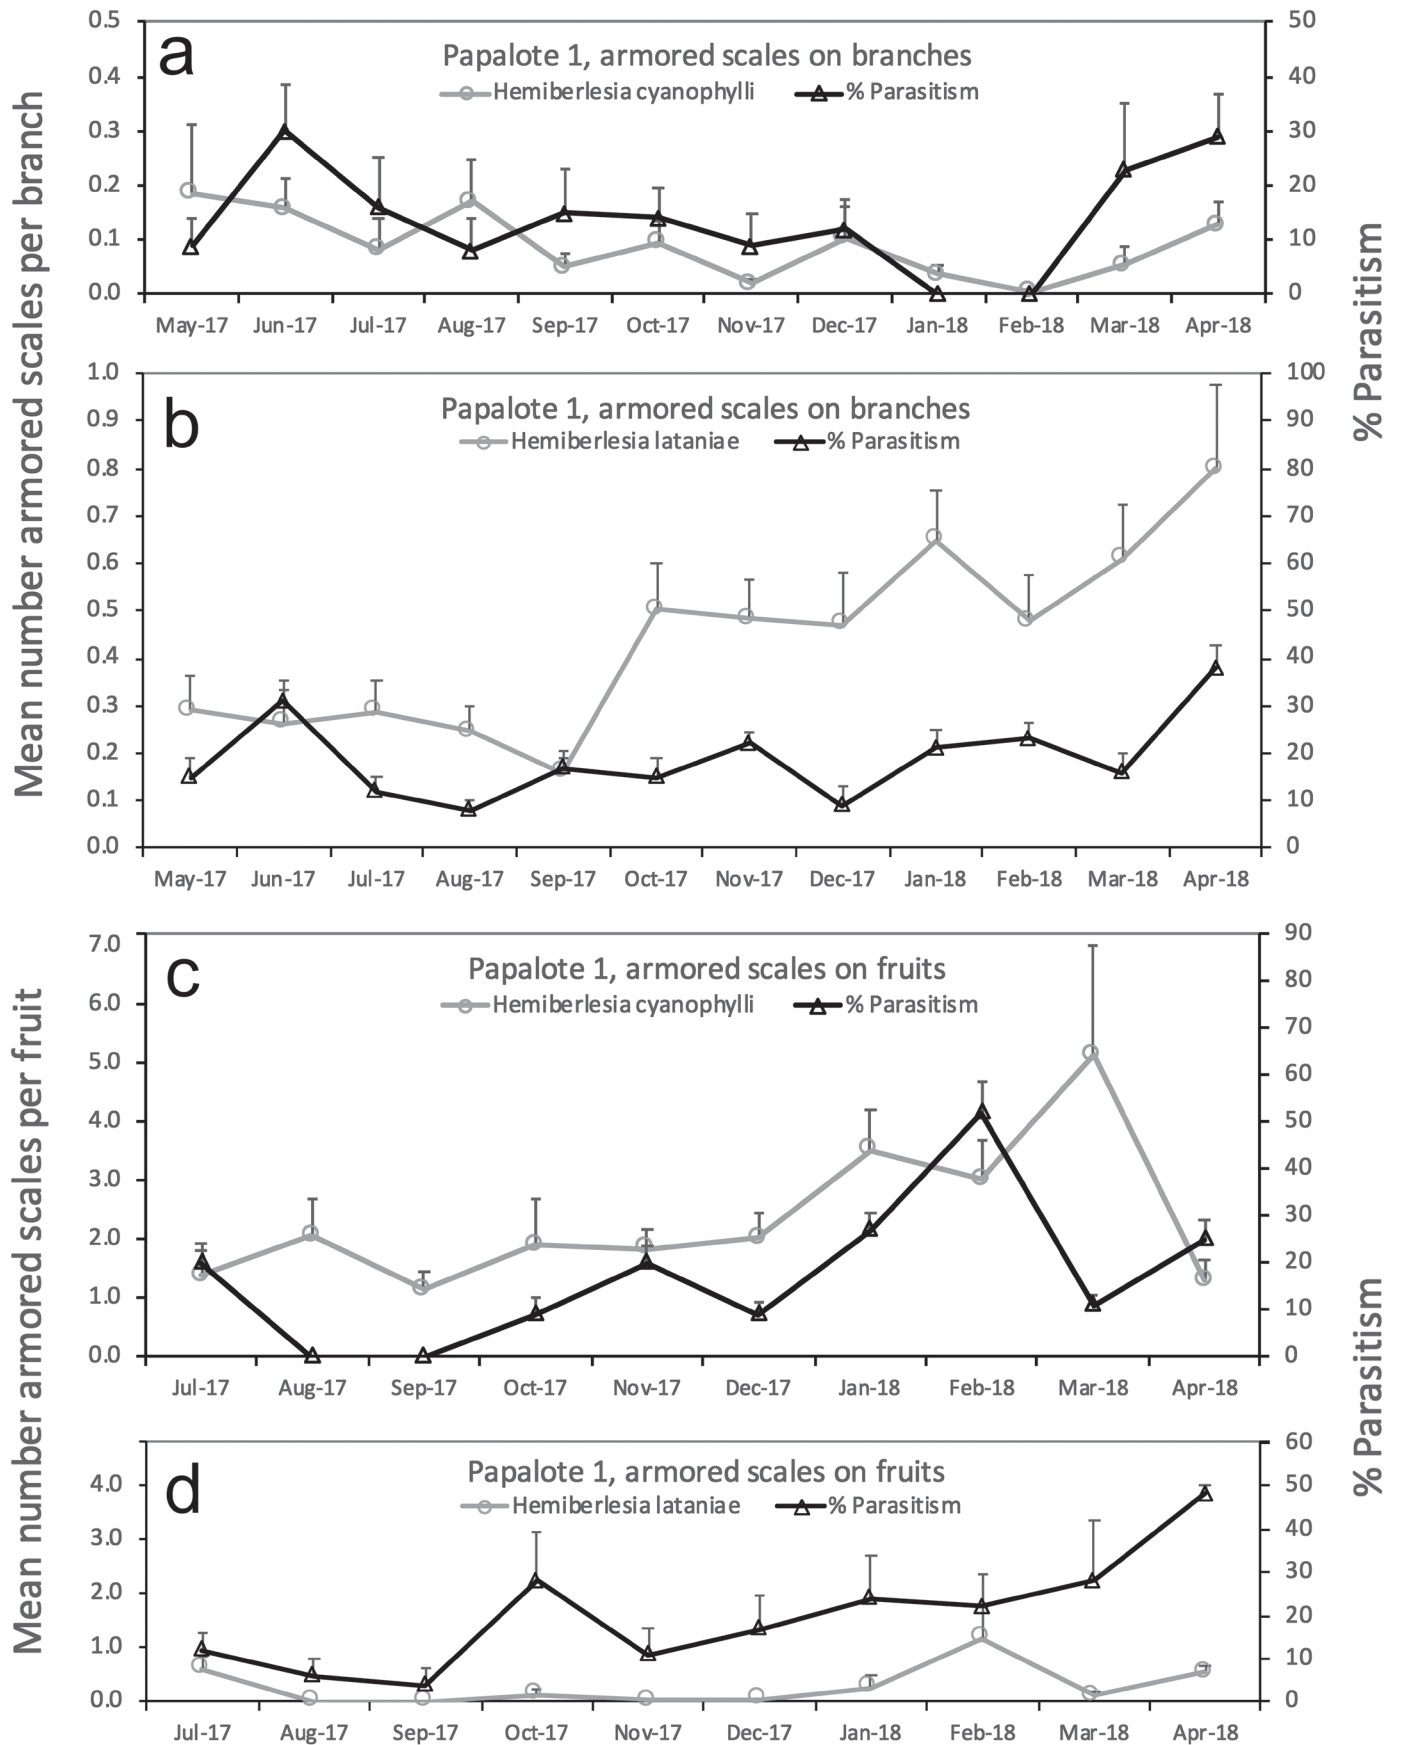 Mean number armored scales per branch
% Parasitism
a
Papalote 1, armored scales on branches
Hemiberlesia cyanophylli % Parasitism
0.5 50
0.4 40
0.3 30
0.2 20
0.1 10
0.0 0
May-17 Jun-17 Jul-17 Aug-17 Sep-17 Oct-17 Nov-17 Dec-17 Jan-18 Feb-18 Mar-18 Apr-18
b
Papalote 1, armored scales on branches
Hemiberlesia lataniae % Parasitism
1.0 100
0.9 90
0.8 80
0.7 70
0.6 60
0.5 50
0.4 40
0.3 30
0.2 20
0.1 10
0.0 0
May-17 Jun-17 Jul-17 Aug-17 Sep-17 Oct-17 Nov-17 Dec-17 Jan-18 Feb-18 Mar-18 Apr-18
Mean number armored scales per fruit
% Parasitism
c
Papalote 1, armored scales on fruits
Hemiberlesia cyanophylli % Parasitism
7.0
6.0
5.0
4.0
3.0
2.0
1.0
0.0
90
80
70
60
50
40
30
20
10
0
Jul-17 Aug-17 Sep-17 Oct-17 Nov-17 Dec-17 Jan-18 Feb-18 Mar-18 Apr-18
d
Papalote 1, armored scales on fruits
Hemiberlesia lataniae % Parasitism
4.0
3.0
2.0
1.0
0.0
60
50
40
30
20
10
0
Jul-17 Aug-17 Sep-17 Oct-17 Nov-17 Dec-17 Jan-18 Feb-18 Mar-18 Apr-18